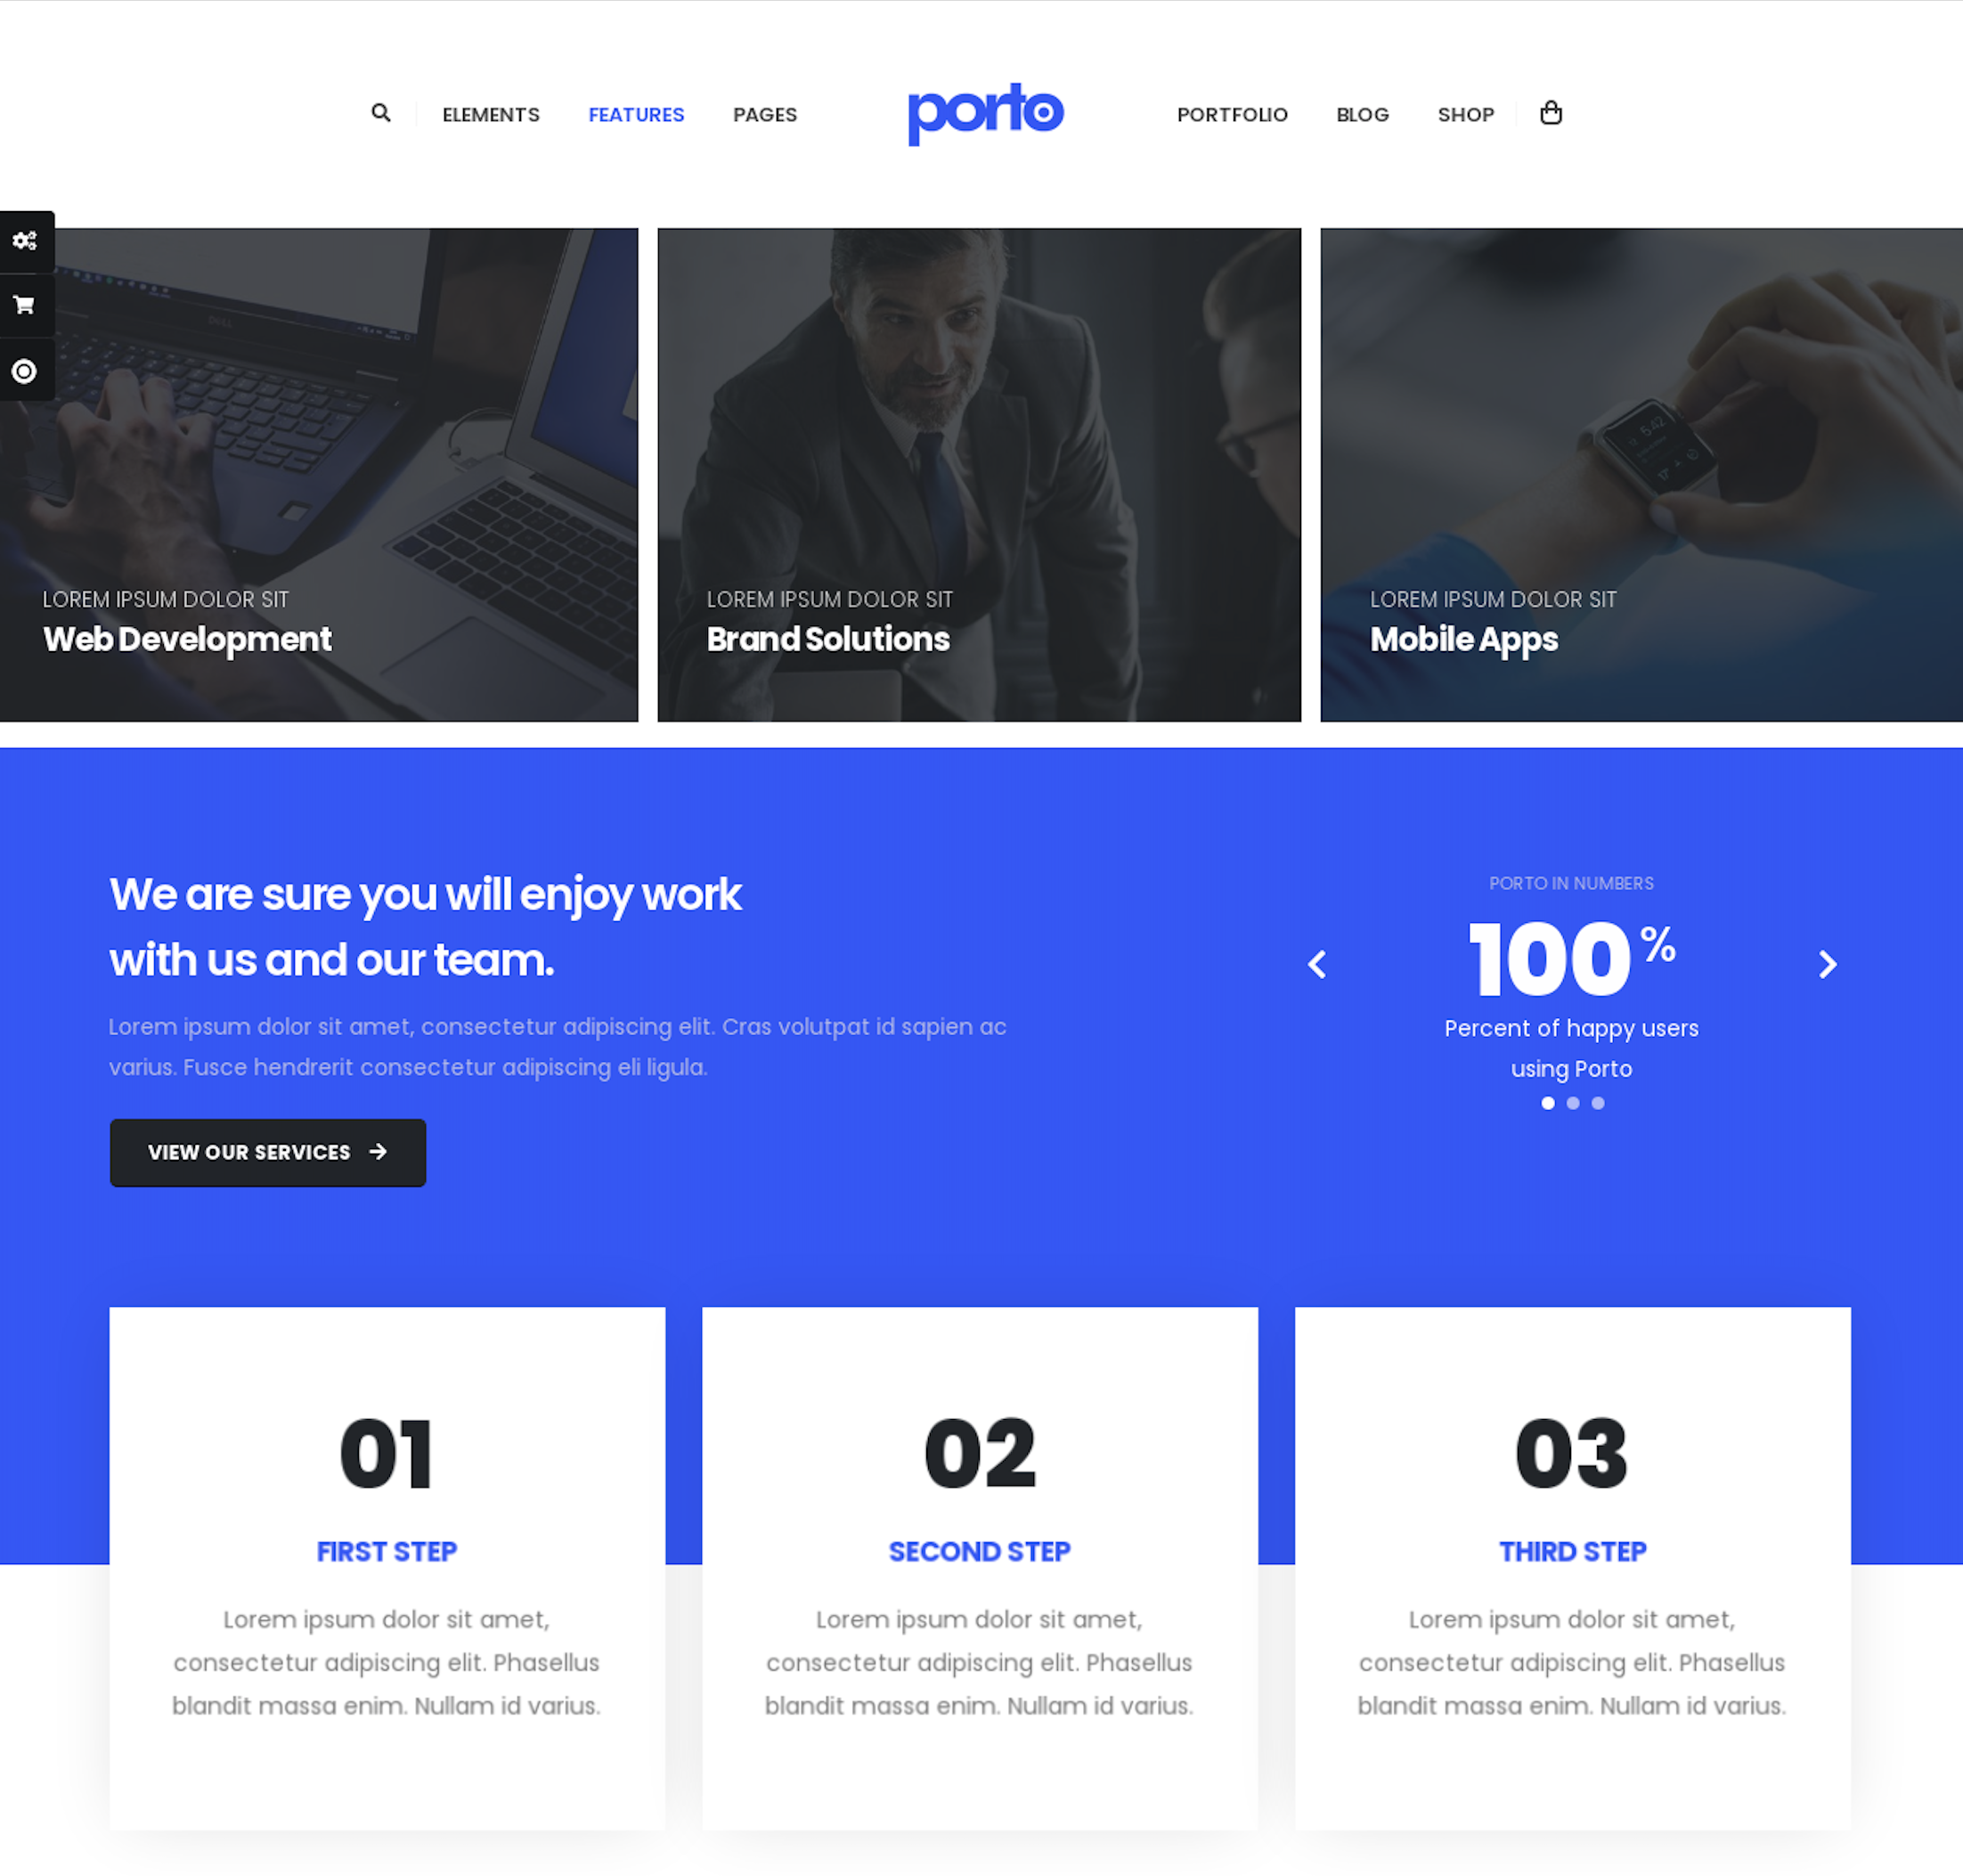 ELEMENTS FEATURES PAGES porto PORTFOLIO BLOG SHOP
DELL
5:42
LOREM IPSUM DOLOR SIT
Web Development
LOREM IPSUM DOLOR SIT
Brand Solutions
LOREM IPSUM DOLOR SIT
Mobile Apps
We are sure you will enjoy work
with us and our team.
Lorem ipsum dolor sit amet, consectetur adipiscing elit. Cras volutpat id sapien ac
varius. Fusce hendrerit consectetur adipiscing eli ligula.
VIEW OUR SERVICES
PORTO IN NUMBERS
100%
Percent of happy users
using Porto
01
FIRST STEP
Lorem ipsum dolor sit amet,
consectetur adipiscing elit. Phasellus
blandit massa enim. Nullam id varius.
02
SECOND STEP
Lorem ipsum dolor sit amet,
consectetur adipiscing elit. Phasellus
blandit massa enim. Nullam id varius.
03
THIRD STEP
Lorem ipsum dolor sit amet,
consectetur adipiscing elit. Phasellus
blandit massa enim. Nullam id varius.